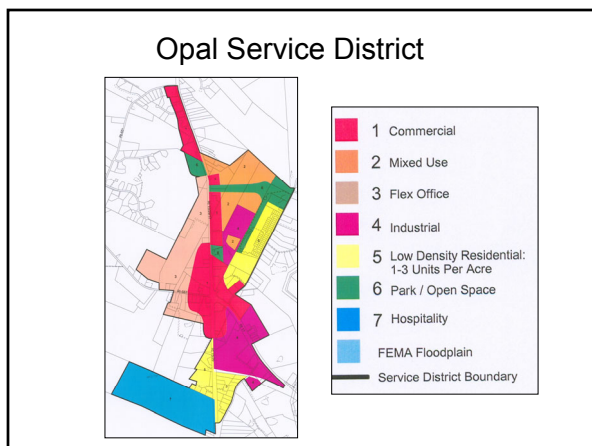 Opal Service District
1 Commercial
2 Mixed Use
3 Flex Office
4 Industrial
5 Low Density Residential:
1-3 Units Per Acre
6 Park / Open Space
7 Hospitality
FEMA Floodplain
Service District Boundary